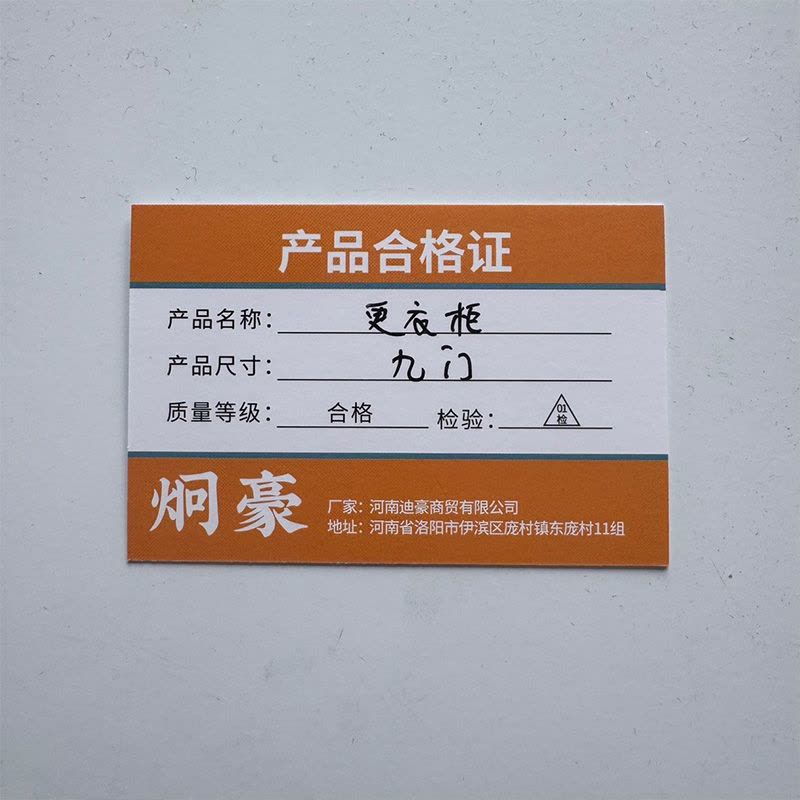 产品合格证
产品名称：更衣柜
产品尺寸：九门
质量等级：合格 检验：01检
炯豪
厂家：河南迪豪商贸有限公司
地址：河南省洛阳市伊滨区庞村镇东庞村11组